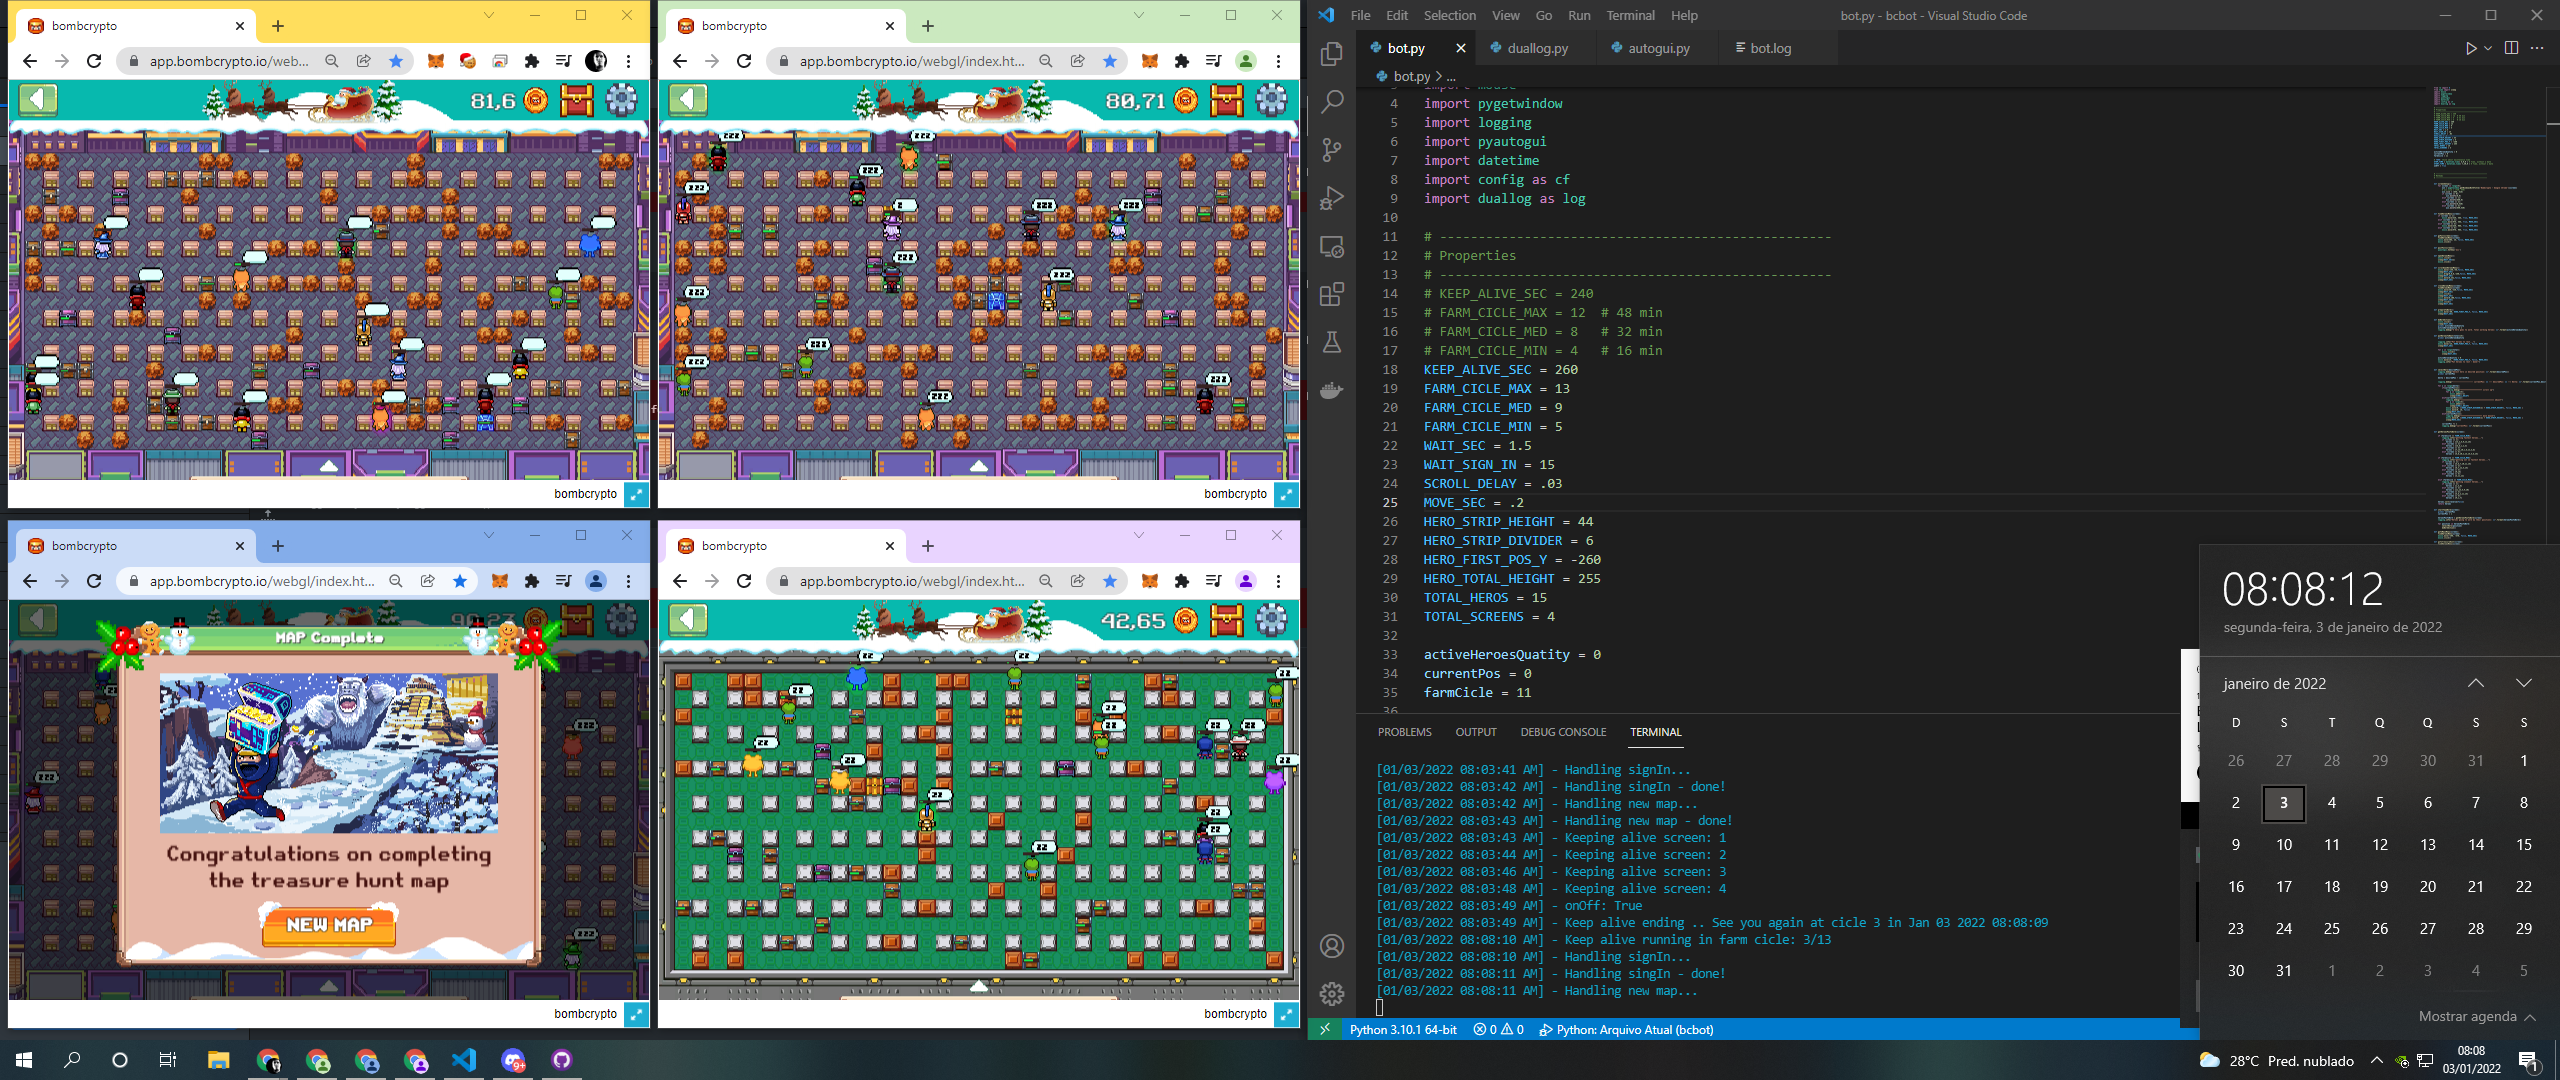 bombcrypto
app.bombcrypto.io/web...
81,6
bombcrypto
bombcrypto
app.bombcrypto.io/webgl/index.ht...
80,71
bombcrypto
bombcrypto
app.bombcrypto.io/webgl/index.ht...
MAP Complete
Congratulations on completing
the treasure hunt map
NEW MAP
bombcrypto
bombcrypto
app.bombcrypto.io/webgl/index.ht...
42,65
bombcrypto
File Edit Selection View Go Run Terminal Help
bot.py - bcbot - Visual Studio Code
bot.py duallog.py autogui.py bot.log
bot.py > ...
4 import pygetwindow
5 import logging
6 import pyautogui
7 import datetime
8 import config as cf
9 import duallog as log
10
11 # --------------------------------------------------
12 # Properties
13 # --------------------------------------------------
14 # KEEP_ALIVE_SEC = 240
15 # FARM_CICLE_MAX = 12 # 48 min
16 # FARM_CICLE_MED = 8 # 32 min
17 # FARM_CICLE_MIN = 4 # 16 min
18 KEEP_ALIVE_SEC = 260
19 FARM_CICLE_MAX = 13
20 FARM_CICLE_MED = 9
21 FARM_CICLE_MIN = 5
22 WAIT_SEC = 1.5
23 WAIT_SIGN_IN = 15
24 SCROLL_DELAY = .03
25 MOVE_SEC = .2
26 HERO_STRIP_HEIGHT = 44
27 HERO_STRIP_DIVIDER = 6
28 HERO_FIRST_POS_Y = -260
29 HERO_TOTAL_HEIGHT = 255
30 TOTAL_HEROS = 15
31 TOTAL_SCREENS = 4
32
33 activeHeroesQuatity = 0
34 currentPos = 0
35 farmCicle = 11
36
PROBLEMS OUTPUT DEBUG CONSOLE TERMINAL
[01/03/2022 08:03:41 AM] - Handling signIn...
[01/03/2022 08:03:42 AM] - Handling singIn - done!
[01/03/2022 08:03:42 AM] - Handling new map...
[01/03/2022 08:03:43 AM] - Handling new map - done!
[01/03/2022 08:03:43 AM] - Keeping alive screen: 1
[01/03/2022 08:03:44 AM] - Keeping alive screen: 2
[01/03/2022 08:03:46 AM] - Keeping alive screen: 3
[01/03/2022 08:03:48 AM] - Keeping alive screen: 4
[01/03/2022 08:03:49 AM] - onOff: True
[01/03/2022 08:03:49 AM] - Keep alive ending .. See you again at cicle 3 in Jan 03 2022 08:08:09
[01/03/2022 08:08:10 AM] - Keep alive running in farm cicle: 3/13
[01/03/2022 08:08:10 AM] - Handling signIn...
[01/03/2022 08:08:11 AM] - Handling singIn - done!
[01/03/2022 08:08:11 AM] - Handling new map...
Python 3.10.1 64-bit 0 0 Python: Arquivo Atual (bcbot)
08:08:12
segunda-feira, 3 de janeiro de 2022
janeiro de 2022
D S T Q Q S S
26 27 28 29 30 31 1
2 3 4 5 6 7 8
9 10 11 12 13 14 15
16 17 18 19 20 21 22
23 24 25 26 27 28 29
30 31 1 2 3 4 5
Mostrar agenda
28°C Pred. nublado
08:08
03/01/2022